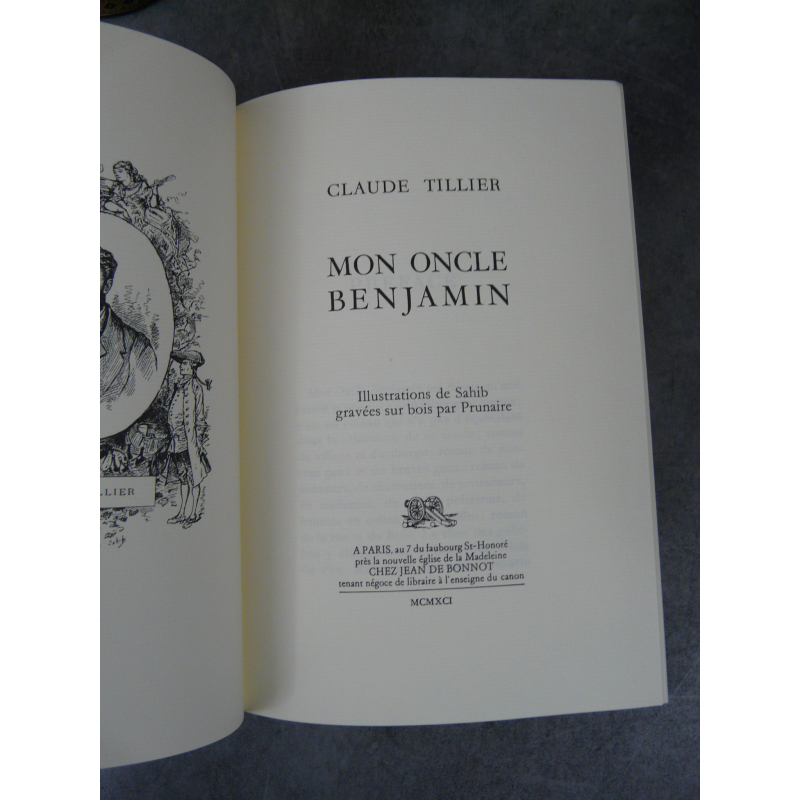 LLIER
Sahib
CLAUDE TILLIER
MON ONCLE
BENJAMIN
Illustrations de Sahib
gravées sur bois par Prunaire
A PARIS, au 7 du faubourg St-Honoré
près la nouvelle église de la Madeleine
CHEZ JEAN DE BONNOT
tenant négoce de libraire à l'enseigne du canon
MCMXCI